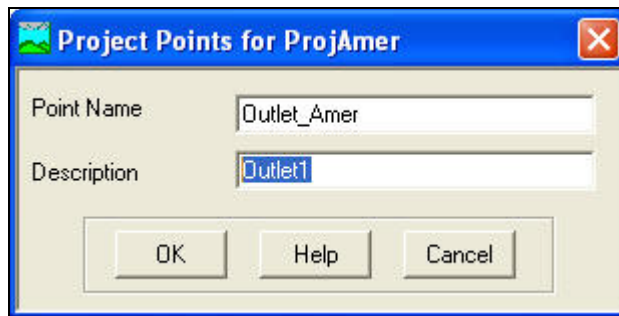 Project Points for ProjAmer
Point Name Outlet_Amer
Description Outlet1
OK Help Cancel